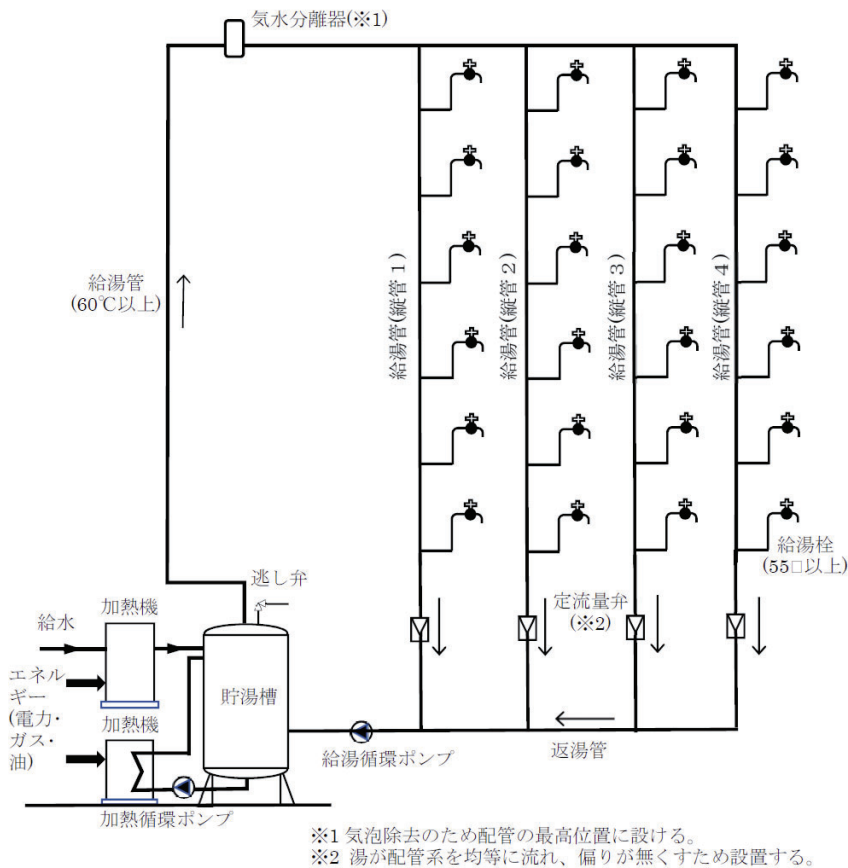 気水分離器(※1)
給湯管
(60℃以上)
給湯管(縦管1)
給湯管(縦管2)
給湯管(縦管3)
給湯管(縦管4)
給湯栓
(55□以上)
逃し弁
定流量弁
(※2)
加熱機
給水
エネル
ギー
(電力・
ガス・
油)
加熱機
貯湯槽
給湯循環ポンプ
返湯管
加熱循環ポンプ
※1 気泡除去のため配管の最高位置に設ける。
※2 湯が配管系を均等に流れ、偏りが無くすため設置する。